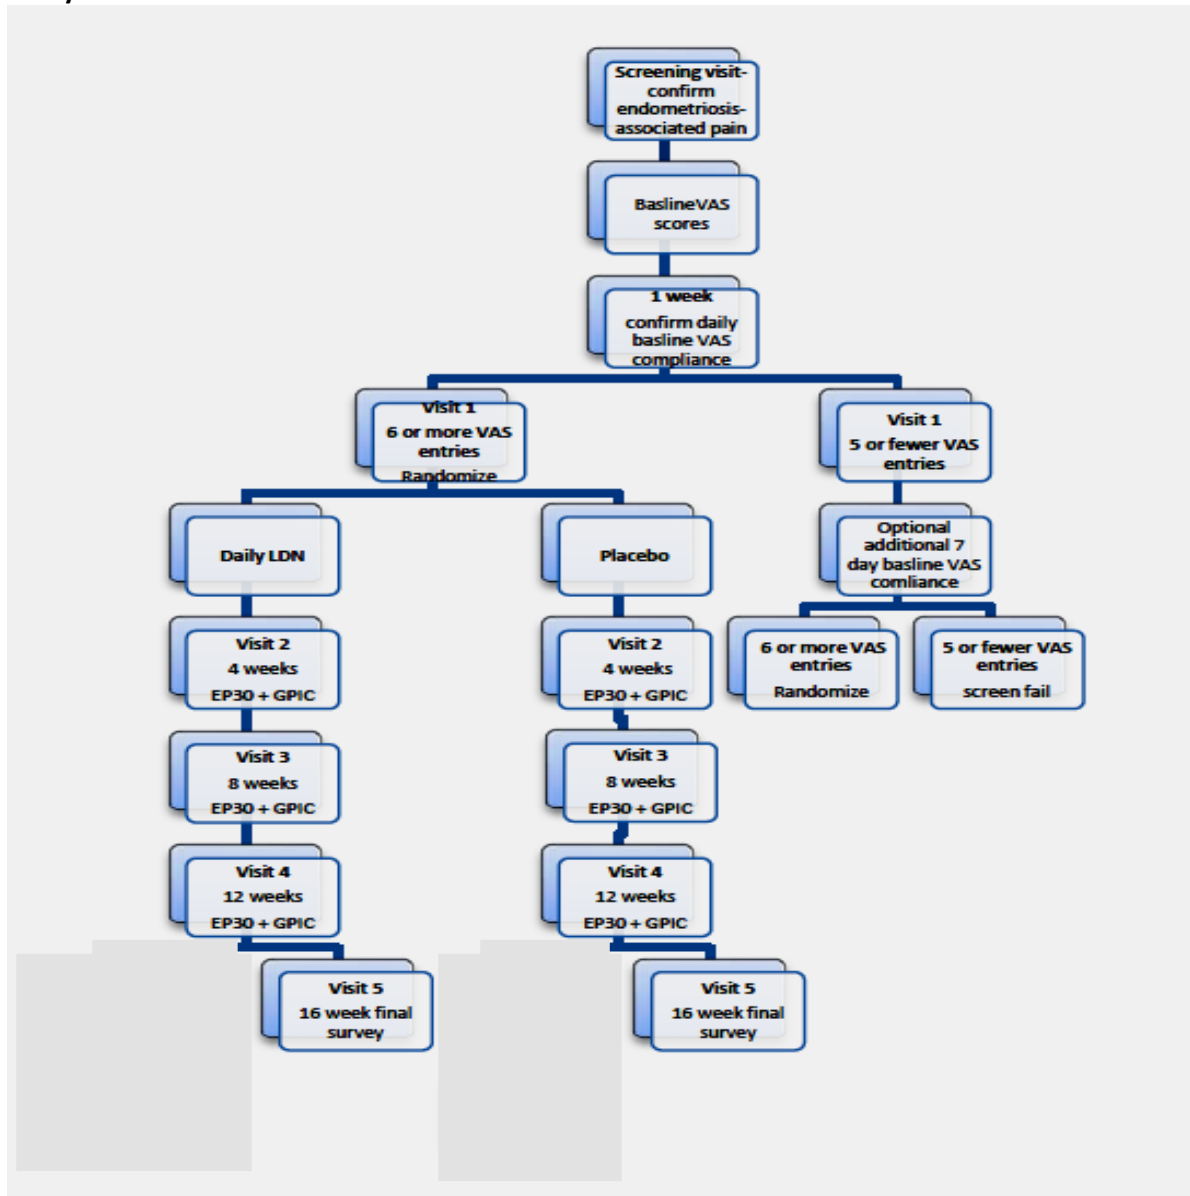 Screening visit-
confirm
endometriosis-
associated pain
BaslineVAS
scores
1 week
confirm daily
basline VAS
compliance
Visit 1
6 or more VAS
entries
Randomize
Visit 1
5 or fewer VAS
entries
Daily LDN
Placebo
Optional
additional 7
day basline VAS
comliance
Visit 2
4 weeks
EP30 + GPIC
Visit 2
4 weeks
EP30 + GPIC
6 or more VAS
entries
Randomize
5 or fewer VAS
entries
screen fail
Visit 3
8 weeks
EP30 + GPIC
Visit 3
8 weeks
EP30 + GPIC
Visit 4
12 weeks
EP30 + GPIC
Visit 4
12 weeks
EP30 + GPIC
Visit 5
16 week final
survey
Visit 5
16 week final
survey